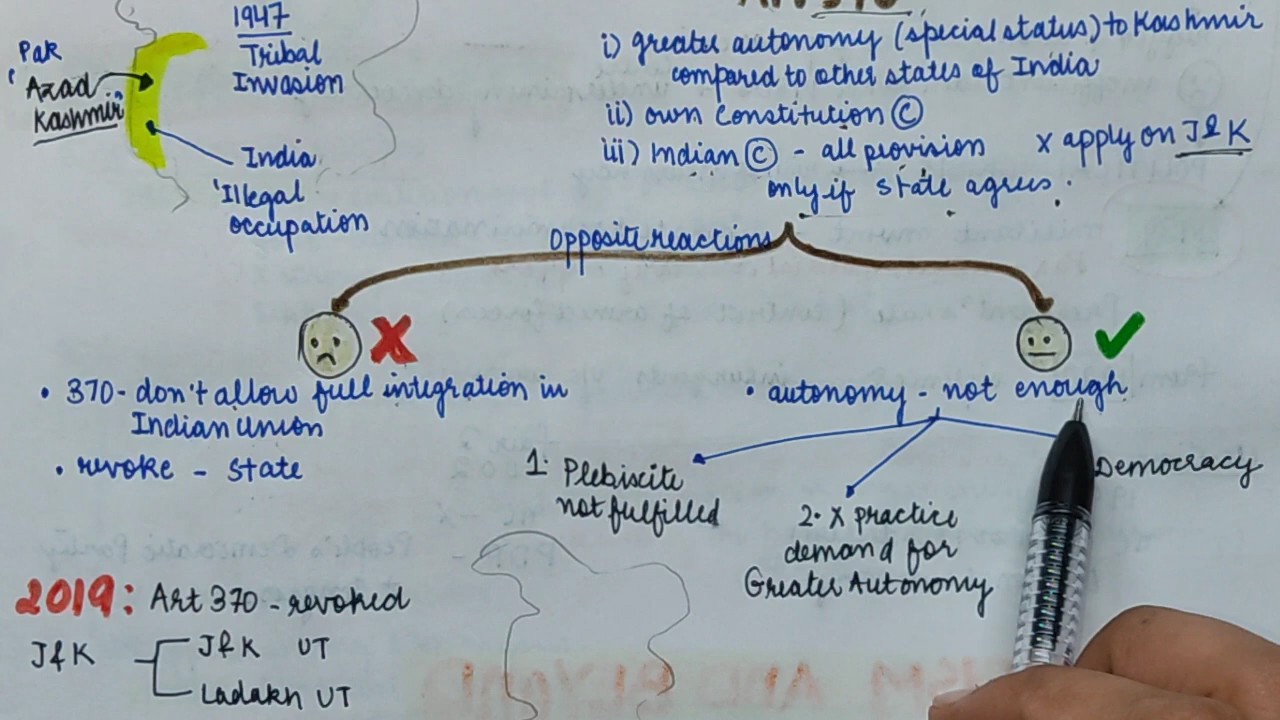 1947
Tribal
Invasion
Pak
'Azad
Kashmir'
India
'Illegal
occupation
i) greater autonomy (special status) to Kashmir
compared to other states of India
ii) own constitution ©
iii) Indian © - all provision x apply on J&K
only if state agrees.
Opposite reactions
• 370 - don't allow full integration in
Indian Union
• revoke - state
• autonomy - not enough
1. Plebiscite
not fulfilled
2. x practice
demand for
Greater Autonomy
Democracy
2019: Art 370 - revoked
J&K
J&K UT
Ladakh UT